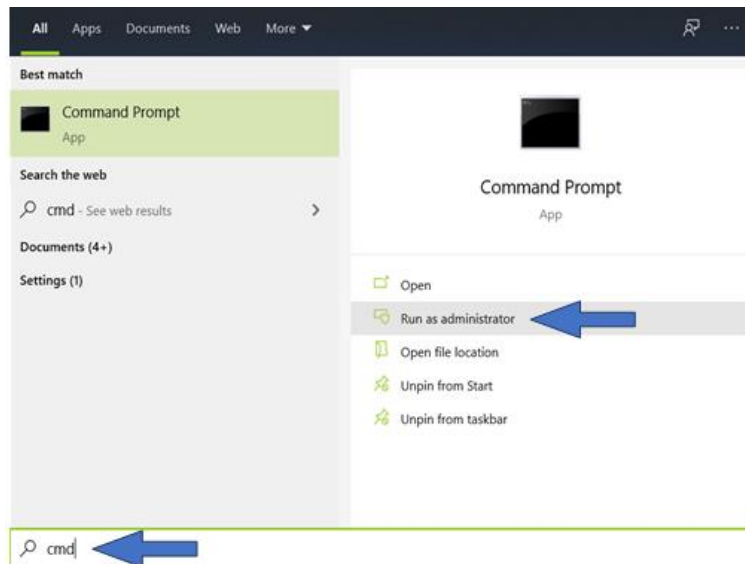 All Apps Documents Web More
Best match
Command Prompt
App
Search the web
cmd - See web results
Documents (4+)
Settings (1)
Command Prompt
App
Open
Run as administrator
Open file location
Unpin from Start
Unpin from taskbar
cmd